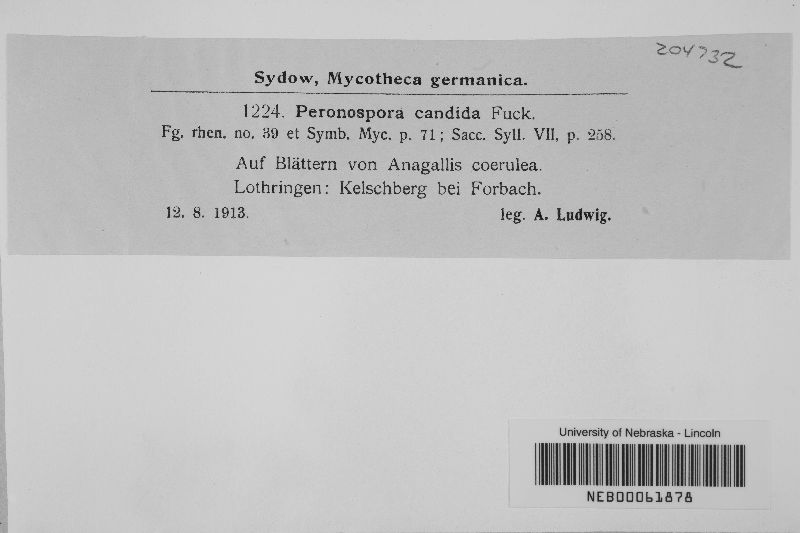 204732
Sydow, Mycotheca germanica.
1224. Peronospora candida Fuck.
Fg. rhen. no. 39 et Symb. Myc. p. 71; Sacc. Syll. VII, p. 258.
Auf Blättern von Anagallis coerulea.
Lothringen: Kelschberg bei Forbach.
12. 8. 1913. leg. A. Ludwig.
University of Nebraska - Lincoln
NEB00061878